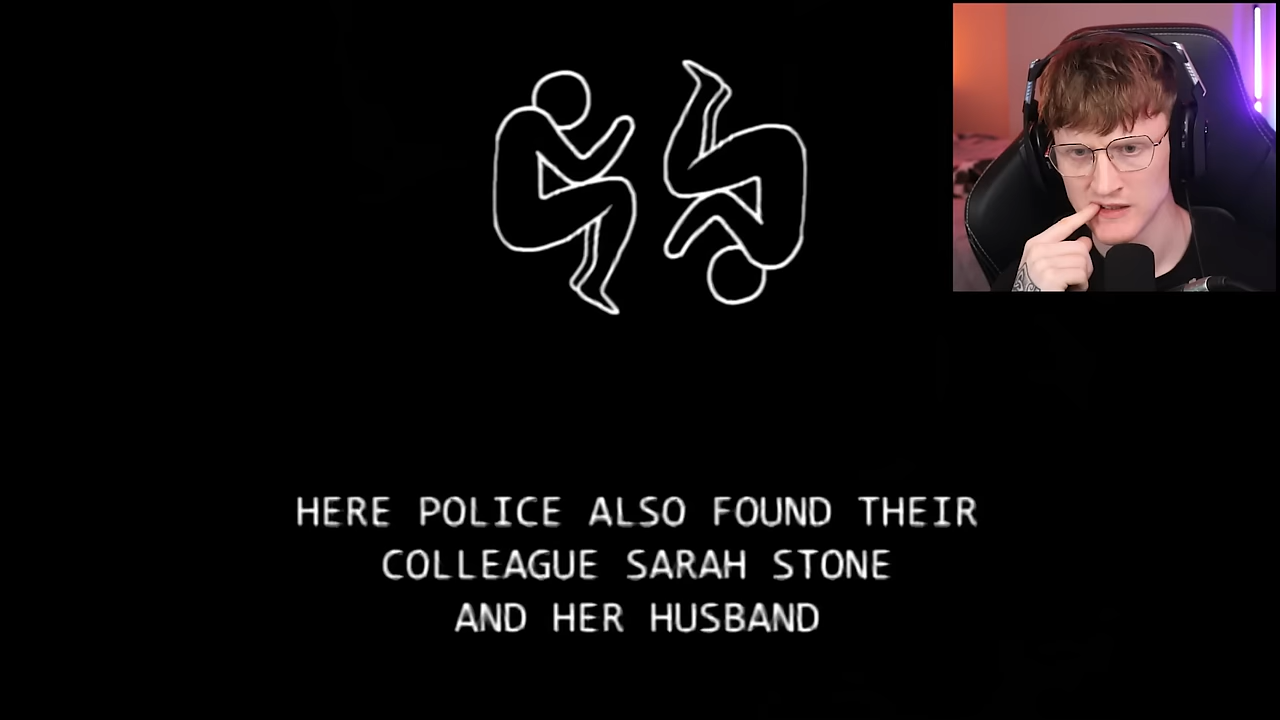 HERE POLICE ALSO FOUND THEIR
COLLEAGUE SARAH STONE
AND HER HUSBAND